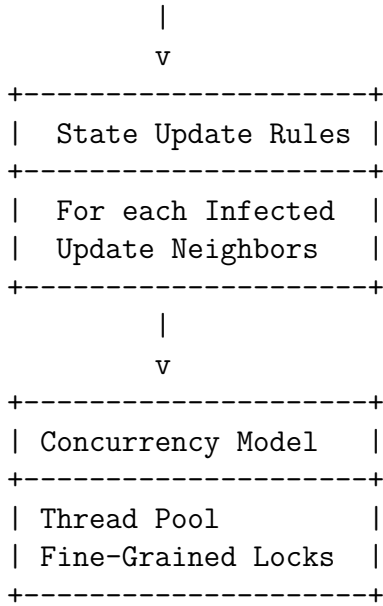 |
v
+---------------------+
|  State Update Rules |
+---------------------+
|  For each Infected  |
|  Update Neighbors   |
+---------------------+
|
v
+---------------------+
| Concurrency Model   |
+---------------------+
| Thread Pool         |
| Fine-Grained Locks  |
+---------------------+